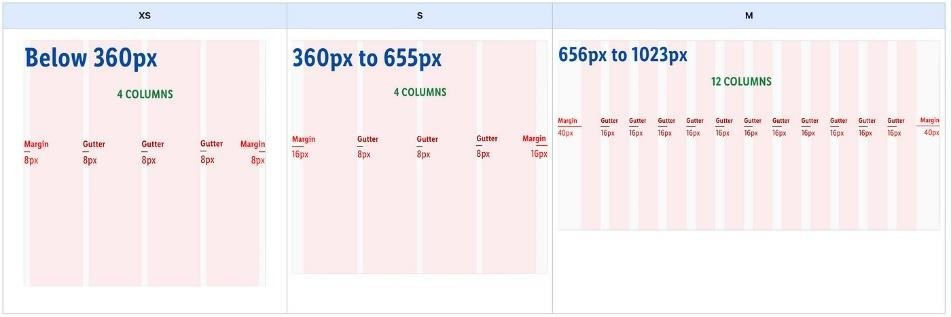 XS
S
M
Below 360px
4 COLUMNS
Margin Gutter Gutter Gutter Margin
8px 8px 8px 8px 8px
360px to 655px
4 COLUMNS
Margin Gutter Gutter Gutter Margin
16px 8px 8px 8px 16px
656px to 1023px
12 COLUMNS
Margin Gutter Gutter Gutter Gutter Gutter Gutter Gutter Gutter Gutter Gutter Gutter Margin
40px 16px 16px 16px 16px 16px 16px 16px 16px 16px 16px 16px 40px